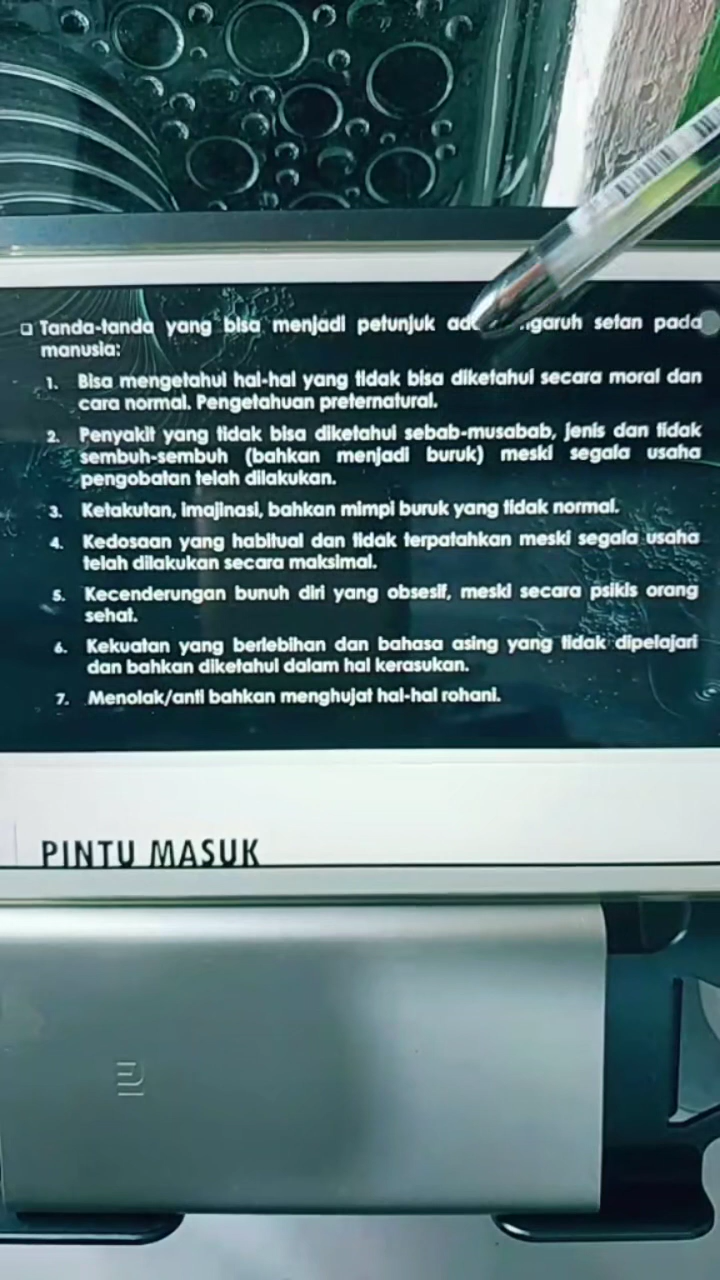 Tanda-tanda yang bisa menjadi petunjuk setan pada
manusia:
1. Bisa mengetahui hal-hal yang tidak bisa diketahui secara moral dan
cara normal. Pengetahuan preternatural.
2. Penyakit yang tidak bisa diketahui sebab-musabab, jenis dan tidak
sembuh-sembuh (bahkan menjadi buruk) meski segala usaha
pengobatan telah dilakukan.
3. Ketakutan, imajinasi, bahkan mimpi buruk yang tidak normal.
4. Kedosaan yang habitual dan tidak terpatahkan meski segala usaha
telah dilakukan secara maksimal.
5. Kecenderungan bunuh diri yang obsesif, meski secara psikis orang
sehat.
6. Kekuatan yang berlebihan dan bahasa asing yang tidak dipelajari
dan bahkan diketahui dalam hal kerasukan.
7. Menolak/anti bahkan menghujat hal-hal rohani.
PINTU MASUK